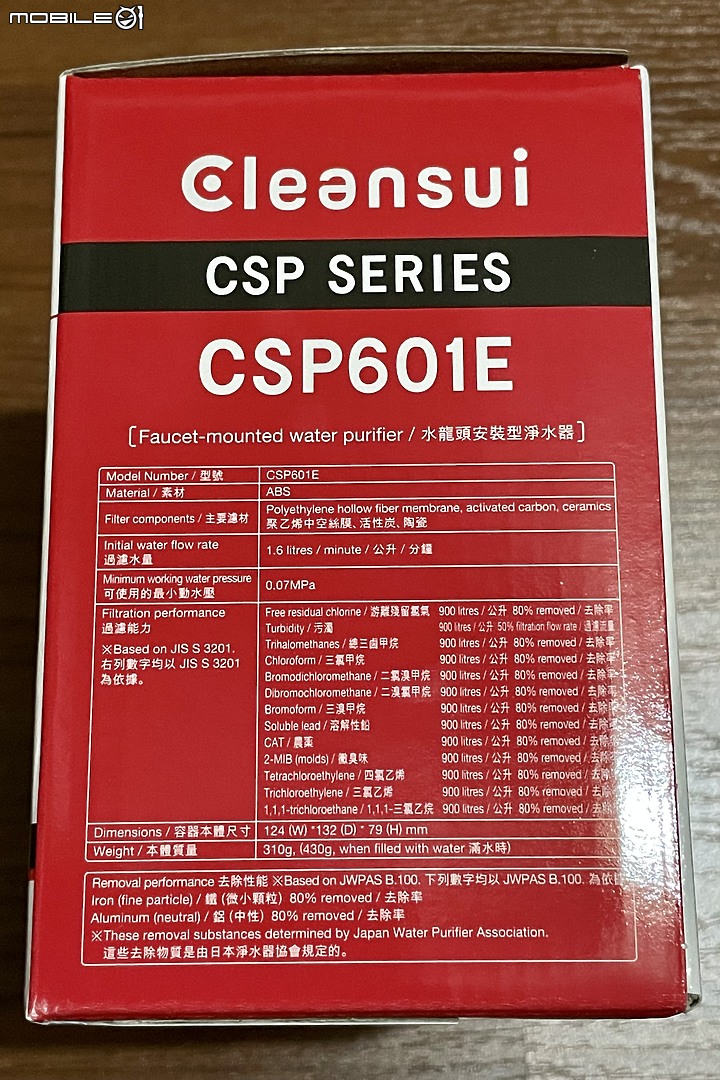 MOBILE01
Cleansui
CSP SERIES
CSP601E
[Faucet-mounted water purifier / 水龍頭安裝型淨水器]
Model Number / 型號 CSP601E
Material / 素材 ABS
Filter components / 主要濾材 Polyethylene hollow fiber membrane, activated carbon, ceramics
聚乙烯中空絲膜、活性炭、陶瓷
Initial water flow rate
過濾水量 1.6 litres / minute / 公升 / 分鐘
Minimum working water pressure
可使用的最小動水壓 0.07MPa
Filtration performance
過濾能力
※Based on JIS S 3201.
右列數字均以 JIS S 3201
為依據。
Free residual chlorine / 游離殘留氯氣 900 litres / 公升 80% removed / 去除率
Turbidity / 污濁 900 litres / 公升 50% filtration flow rate / 過濾流量
Trihalomethanes / 總三鹵甲烷 900 litres / 公升 80% removed / 去除率
Chloroform / 三氯甲烷 900 litres / 公升 80% removed / 去除率
Bromodichloromethane / 二氯溴甲烷 900 litres / 公升 80% removed / 去除率
Dibromochloromethane / 二溴氯甲烷 900 litres / 公升 80% removed / 去除率
Bromoform / 三溴甲烷 900 litres / 公升 80% removed / 去除
Soluble lead / 溶解性鉛 900 litres / 公升 80% removed / 去除
CAT / 農藥 900 litres / 公升 80% removed / 去除
2-MIB (molds) / 黴臭味 900 litres / 公升 80% removed / 去除
Tetrachloroethylene / 四氯乙烯 900 litres / 公升 80% removed / 去除
Trichloroethylene / 三氯乙烯 900 litres / 公升 80% removed / 去除
1,1,1-trichloroethane / 1,1,1-三氯乙烷 900 litres / 公升 80% removed / 去除
Dimensions / 容器本體尺寸 124 (W) *132 (D) * 79 (H) mm
Weight / 本體質量 310g, (430g, when filled with water 滿水時)
Removal performance 去除性能 ※Based on JWPAS B.100. 下列數字均以 JWPAS B.100. 為依
Iron (fine particle) / 鐵 (微小顆粒) 80% removed / 去除率
Aluminum (neutral) / 鋁 (中性) 80% removed / 去除率
※These removal substances determined by Japan Water Purifier Association.
這些去除物質是由日本淨水器協會規定的。